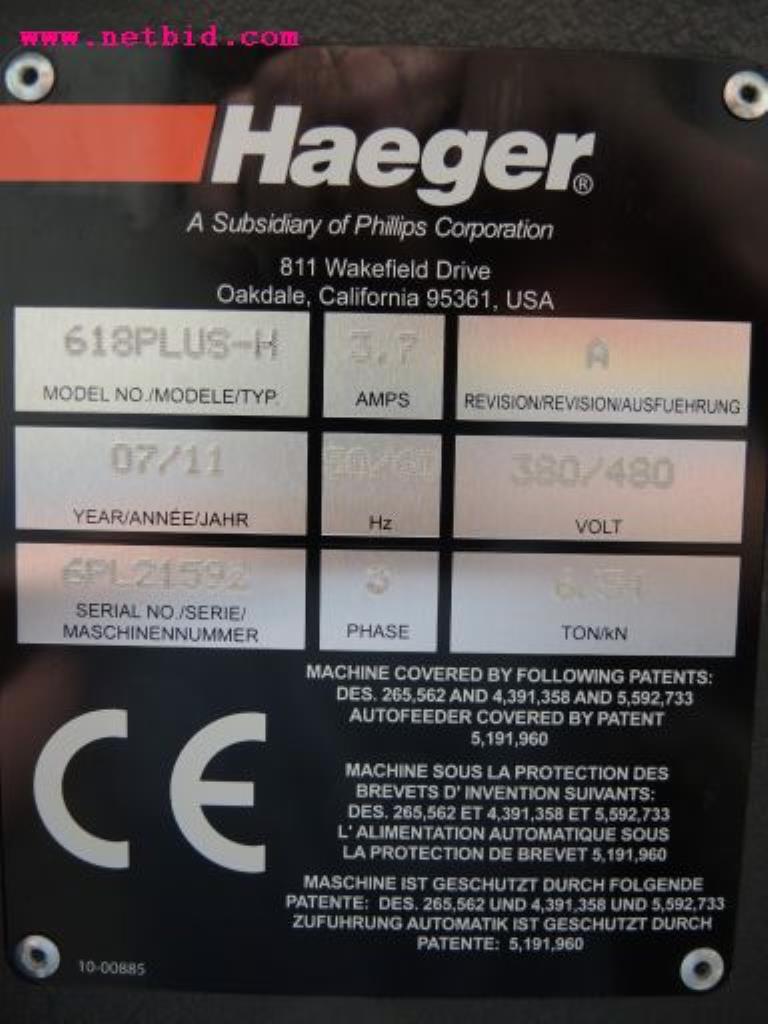 www.netbid.com
Haeger®
A Subsidiary of Phillips Corporation
811 Wakefield Drive
Oakdale, California 95361, USA
618PLUS-H 3.7 A
MODEL NO./MODELE/TYP. AMPS REVISION/REVISION/AUSFUEHRUNG
07/11 50/60 380/480
YEAR/ANNÉE/JAHR Hz VOLT
3
SERIAL NO./SERIE/
MASCHINENNUMMER PHASE TON/kN
MACHINE COVERED BY FOLLOWING PATENTS:
DES. 265,562 AND 4,391,358 AND 5,592,733
AUTOFEEDER COVERED BY PATENT
5,191,960
CE
MACHINE SOUS LA PROTECTION DES
BREVETS D' INVENTION SUIVANTS:
DES. 265,562 ET 4,391,358 ET 5,592,733
L' ALIMENTATION AUTOMATIQUE SOUS
LA PROTECTION DE BREVET 5,191,960
MASCHINE IST GESCHUTZT DURCH FOLGENDE
PATENTE: DES. 265,562 UND 4,391,358 UND 5,592,733
ZUFUHRUNG AUTOMATIK IST GESCHUTZT DURCH
PATENTE: 5,191,960
10-00885